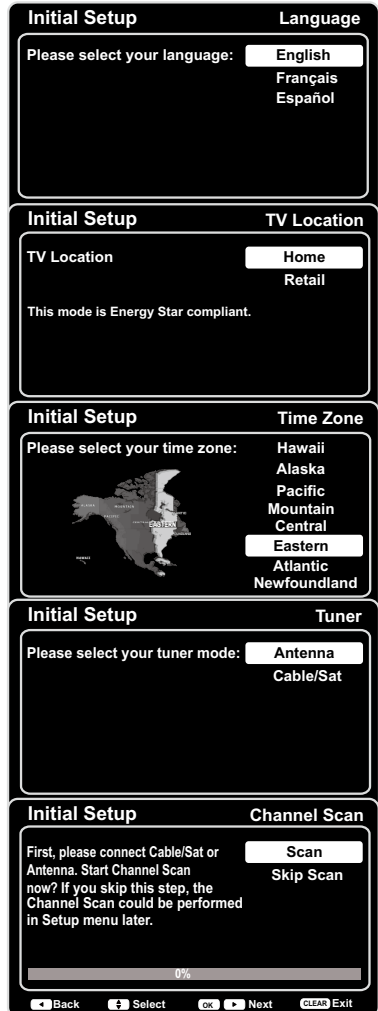 Initial Setup Language
Please select your language: English
Français
Español
Initial Setup TV Location
TV Location Home
Retail
This mode is Energy Star compliant.
Initial Setup Time Zone
Please select your time zone: Hawaii
Alaska
Pacific
Mountain
Central
EASTERN
Eastern
Atlantic
Newfoundland
Initial Setup Tuner
Please select your tuner mode: Antenna
Cable/Sat
Initial Setup Channel Scan
First, please connect Cable/Sat or Scan
Antenna. Start Channel Scan Skip Scan
now? If you skip this step, the
Channel Scan could be performed
in Setup menu later.
0%
Back Select OK Next CLEAR Exit